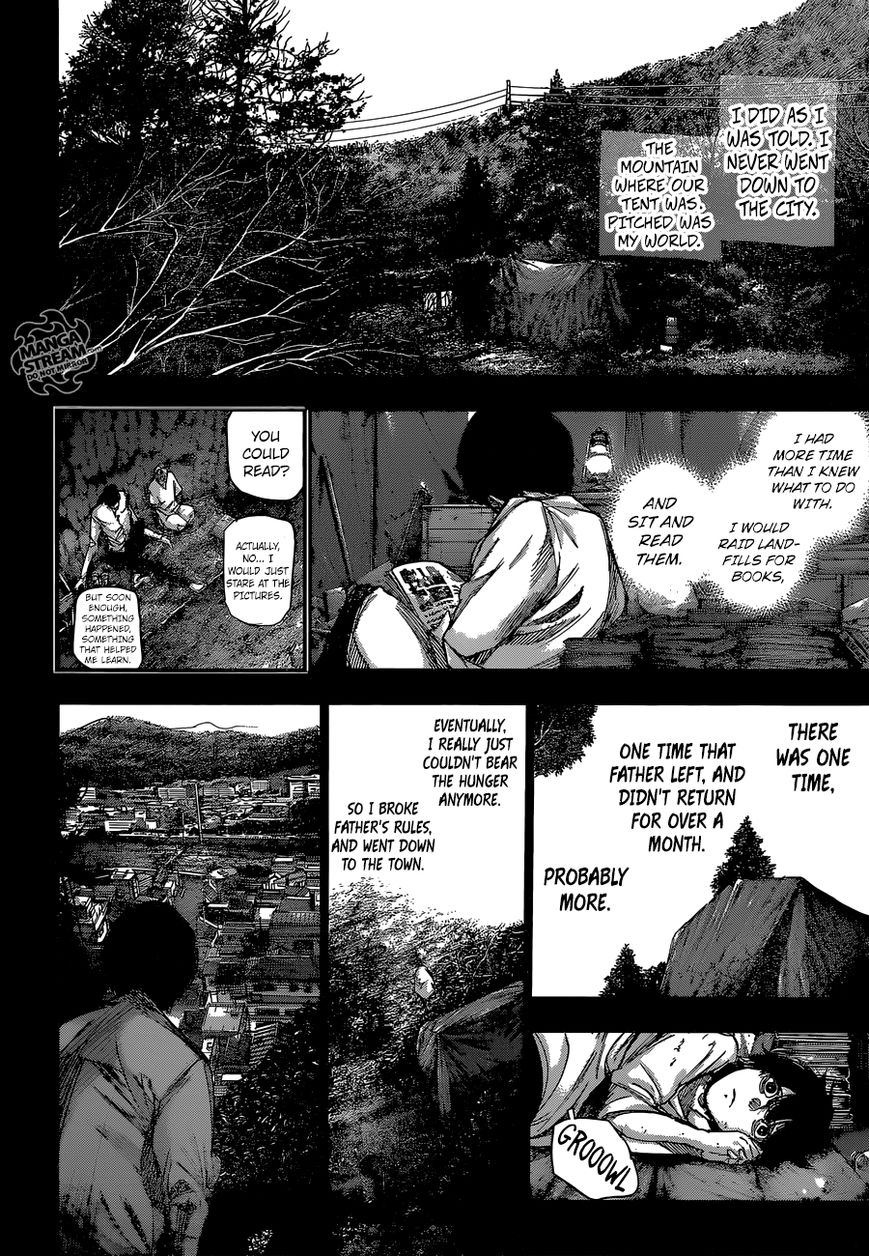 I DID AS I
WAS TOLD. I
NEVER WENT
DOWN TO
THE CITY.
THE
MOUNTAIN
WHERE OUR
TENT WAS
PITCHED WAS
MY WORLD.
MANGA
STREAM
DO NOT MIRROR
I HAD
MORE TIME
THAN I KNEW
WHAT TO DO
WITH.
I WOULD
RAID LAND-
FILLS FOR
BOOKS,
AND
SIT AND
READ
THEM.
YOU
COULD
READ?
ACTUALLY,
NO... I
WOULD JUST
STARE AT THE
PICTURES.
BUT SOON
ENOUGH,
SOMETHING
HAPPENED,
SOMETHING
THAT HELPED
ME LEARN.
THERE
WAS ONE
TIME,
ONE TIME THAT
FATHER LEFT, AND
DIDN'T RETURN
FOR OVER A
MONTH.
PROBABLY
MORE.
GROOOWL
EVENTUALLY,
I REALLY JUST
COULDN'T BEAR
THE HUNGER
ANYMORE.
SO I BROKE
FATHER'S RULES,
AND WENT DOWN
TO THE TOWN.